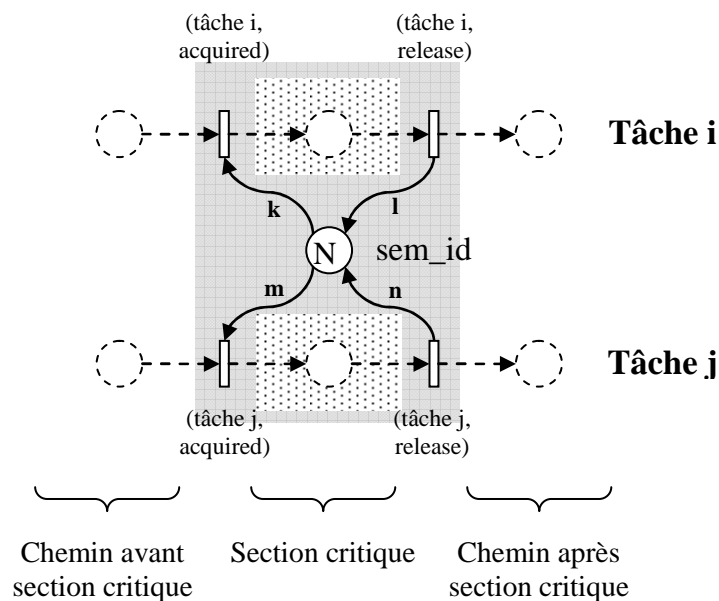 (tâche i,
acquired)
(tâche i,
release)
Tâche i
k
l
N
sem_id
m
n
Tâche j
(tâche j,
acquired)
(tâche j,
release)
Chemin avant
section critique
Section critique
Chemin après
section critique